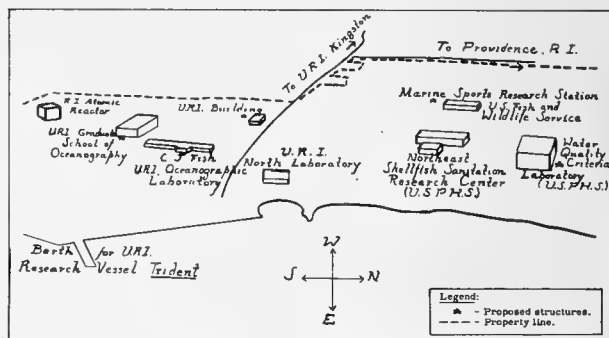 To U.R.I. Kingston
To Providence, R.I.
R.I Atomic
Reactor
URI Graduate
School of
Oceanography
U.R.I. Building
C J Fish
URI Oceanographic
Laboratory
U.R.I.
North Laboratory
Marine Sports Research Station
U.S. Fish and
Wildlife Service
Northeast
Shellfish Sanitation
Research Center
(U.S P H.S.)
Water
Quality
Criteria
Laboratory
(U.S.P.H.S.)
Berth for U.R.I.
Research Vessel Trident
W
S N
E
Legend:
Proposed structures.
Property line.